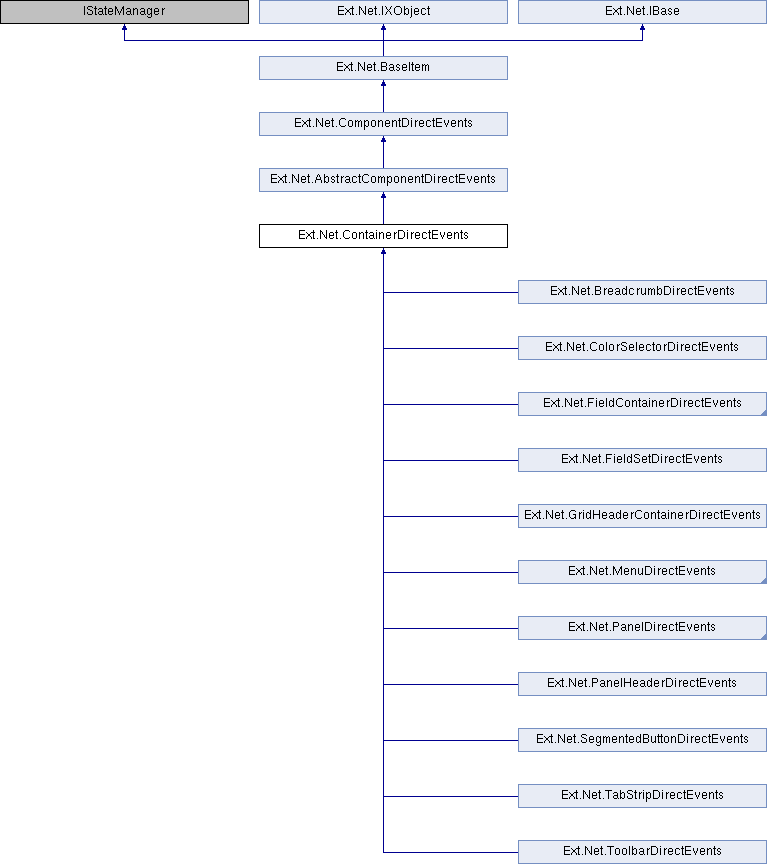 IStateManager
Ext.Net.IXObject
Ext.Net.IBase
Ext.Net.BaseItem
Ext.Net.ComponentDirectEvents
Ext.Net.AbstractComponentDirectEvents
Ext.Net.ContainerDirectEvents
Ext.Net.BreadcrumbDirectEvents
Ext.Net.ColorSelectorDirectEvents
Ext.Net.FieldContainerDirectEvents
Ext.Net.FieldSetDirectEvents
Ext.Net.GridHeaderContainerDirectEvents
Ext.Net.MenuDirectEvents
Ext.Net.PanelDirectEvents
Ext.Net.PanelHeaderDirectEvents
Ext.Net.SegmentedButtonDirectEvents
Ext.Net.TabStripDirectEvents
Ext.Net.ToolbarDirectEvents